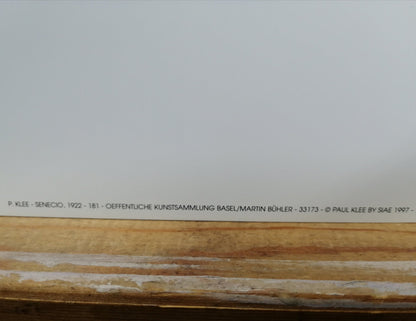 P. KLEE - SENECIO, 1922 - 181 - OEFFENTLICHE KUNSTSAMMLUNG BASEL/MARTIN BÜHLER - 33173 - © PAUL KLEE BY SIAE 1997 -